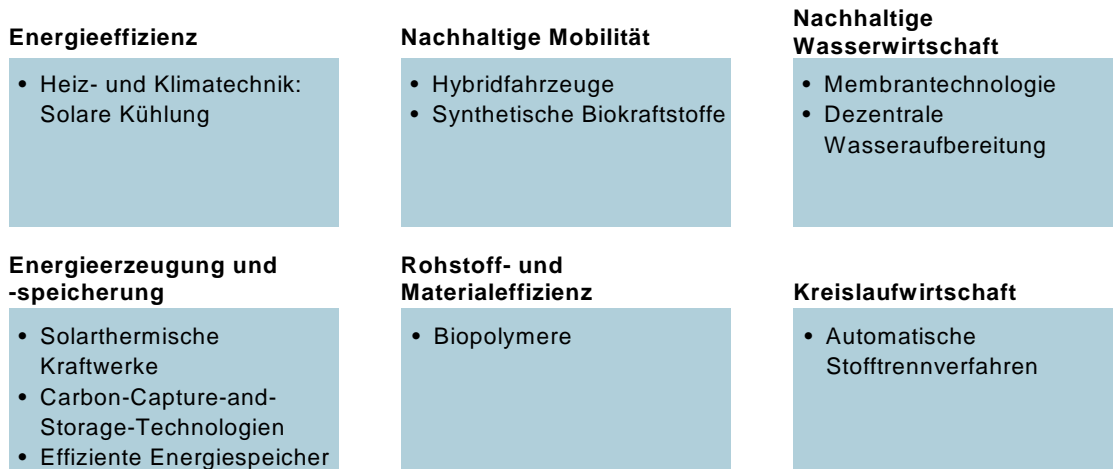 Energieeffizienz
• Heiz- und Klimatechnik:
Solare Kühlung
Nachhaltige Mobilität
• Hybridfahrzeuge
• Synthetische Biokraftstoffe
Nachhaltige
Wasserwirtschaft
• Membrantechnologie
• Dezentrale
Wasseraufbereitung
Energieerzeugung und
-speicherung
• Solarthermische
Kraftwerke
• Carbon-Capture-and-
Storage-Technologien
• Effiziente Energiespeicher
Rohstoff- und
Materialeffizienz
• Biopolymere
Kreislaufwirtschaft
• Automatische
Stofftrennverfahren